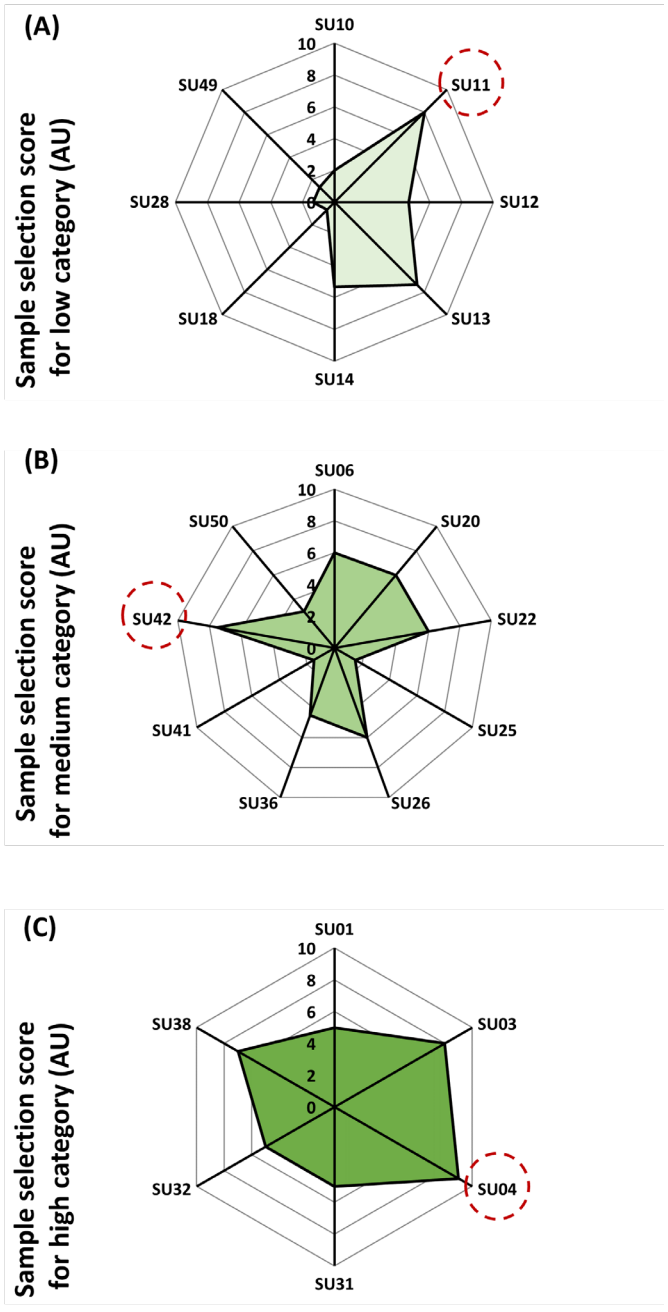 (A)
Sample selection score
for low category (AU)
SU10
10
8
6
4
2
0
SU11
SU12
SU13
SU14
SU18
SU28
SU49
(B)
Sample selection score
for medium category (AU)
SU06
10
8
6
4
2
0
SU20
SU22
SU25
SU26
SU36
SU41
SU42
SU50
(C)
Sample selection score
for high category (AU)
SU01
10
8
6
4
2
0
SU03
SU04
SU31
SU32
SU38